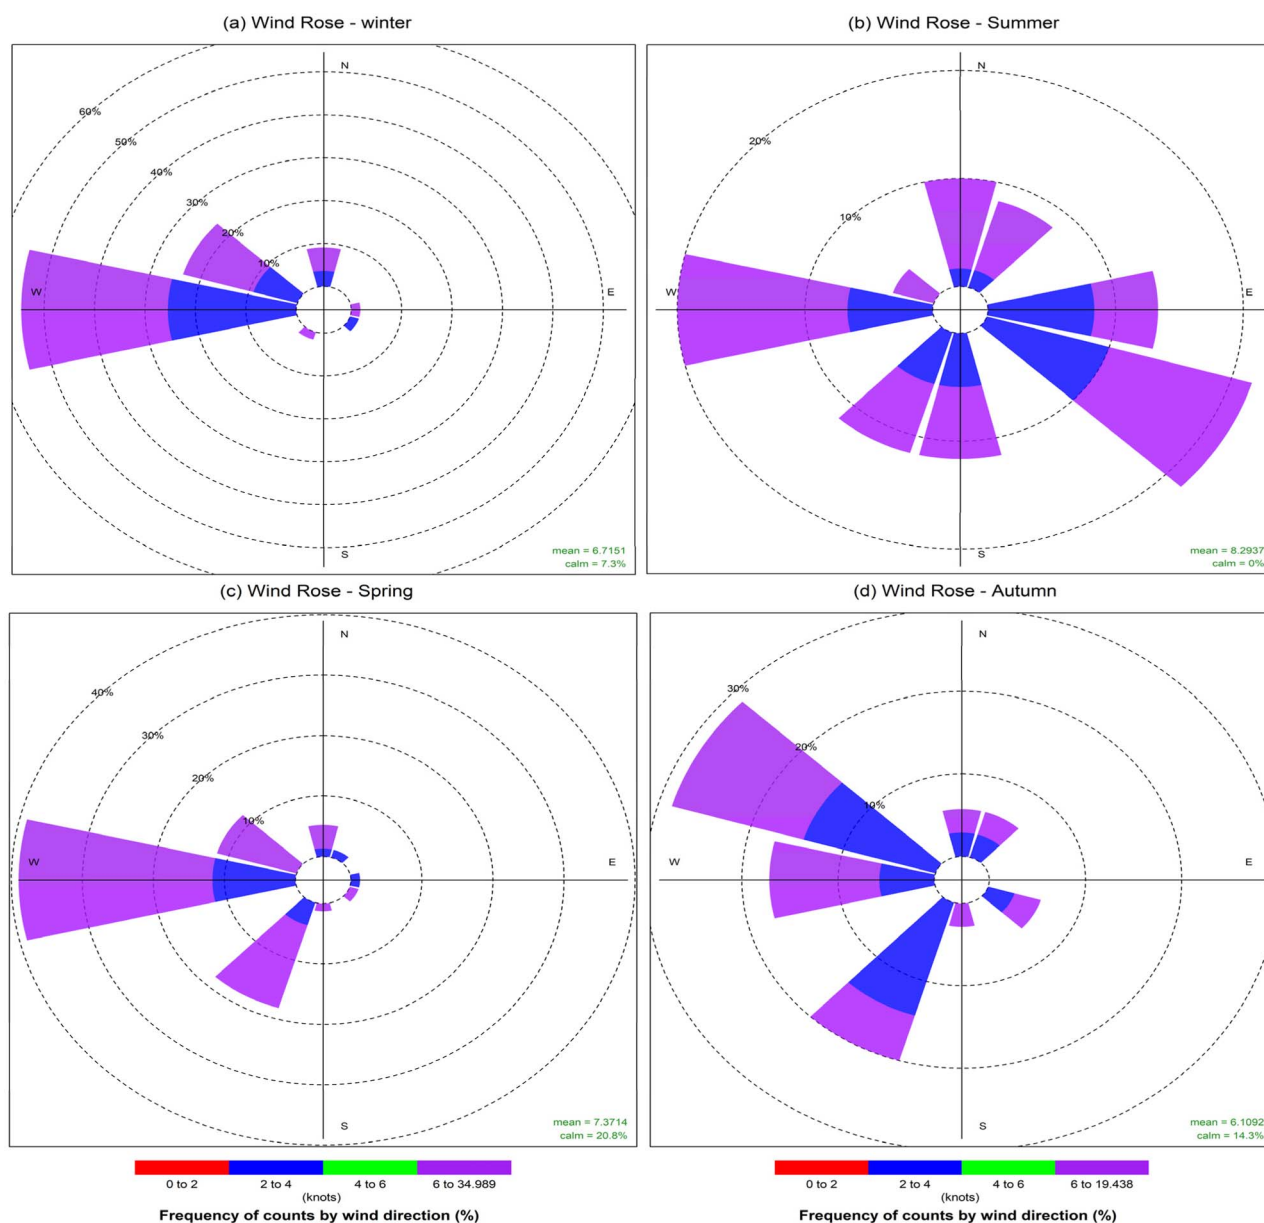 (a) Wind Rose - winter
N
60%
50%
40%
30%
20%
10%
W
E
S
mean = 6.7151
calm = 7.3%
(b) Wind Rose - Summer
N
20%
10%
W
E
S
mean = 8.2937
calm = 0%
(c) Wind Rose - Spring
N
40%
30%
20%
10%
W
E
S
mean = 7.3714
calm = 20.8%
(d) Wind Rose - Autumn
N
30%
20%
10%
W
E
S
mean = 6.1092
calm = 14.3%
0 to 2 2 to 4 4 to 6 6 to 34.989
(knots)
Frequency of counts by wind direction (%)
0 to 2 2 to 4 4 to 6 6 to 19.438
(knots)
Frequency of counts by wind direction (%)